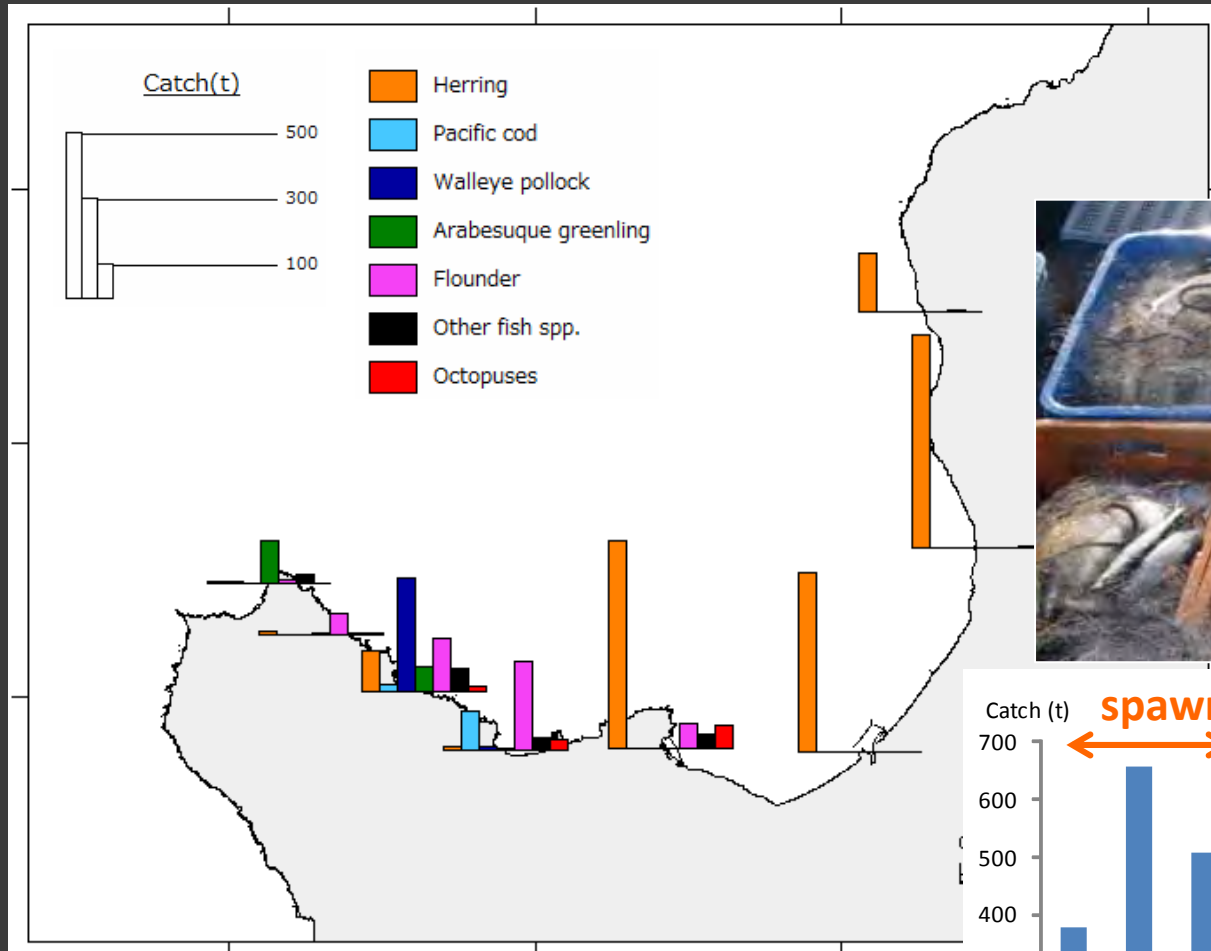 Catch(t)
500
300
100
Herring
Pacific cod
Walleye pollock
Arabesuque greenling
Flounder
Other fish spp.
Octopuses
Catch (t)
spawn
700
600
500
400